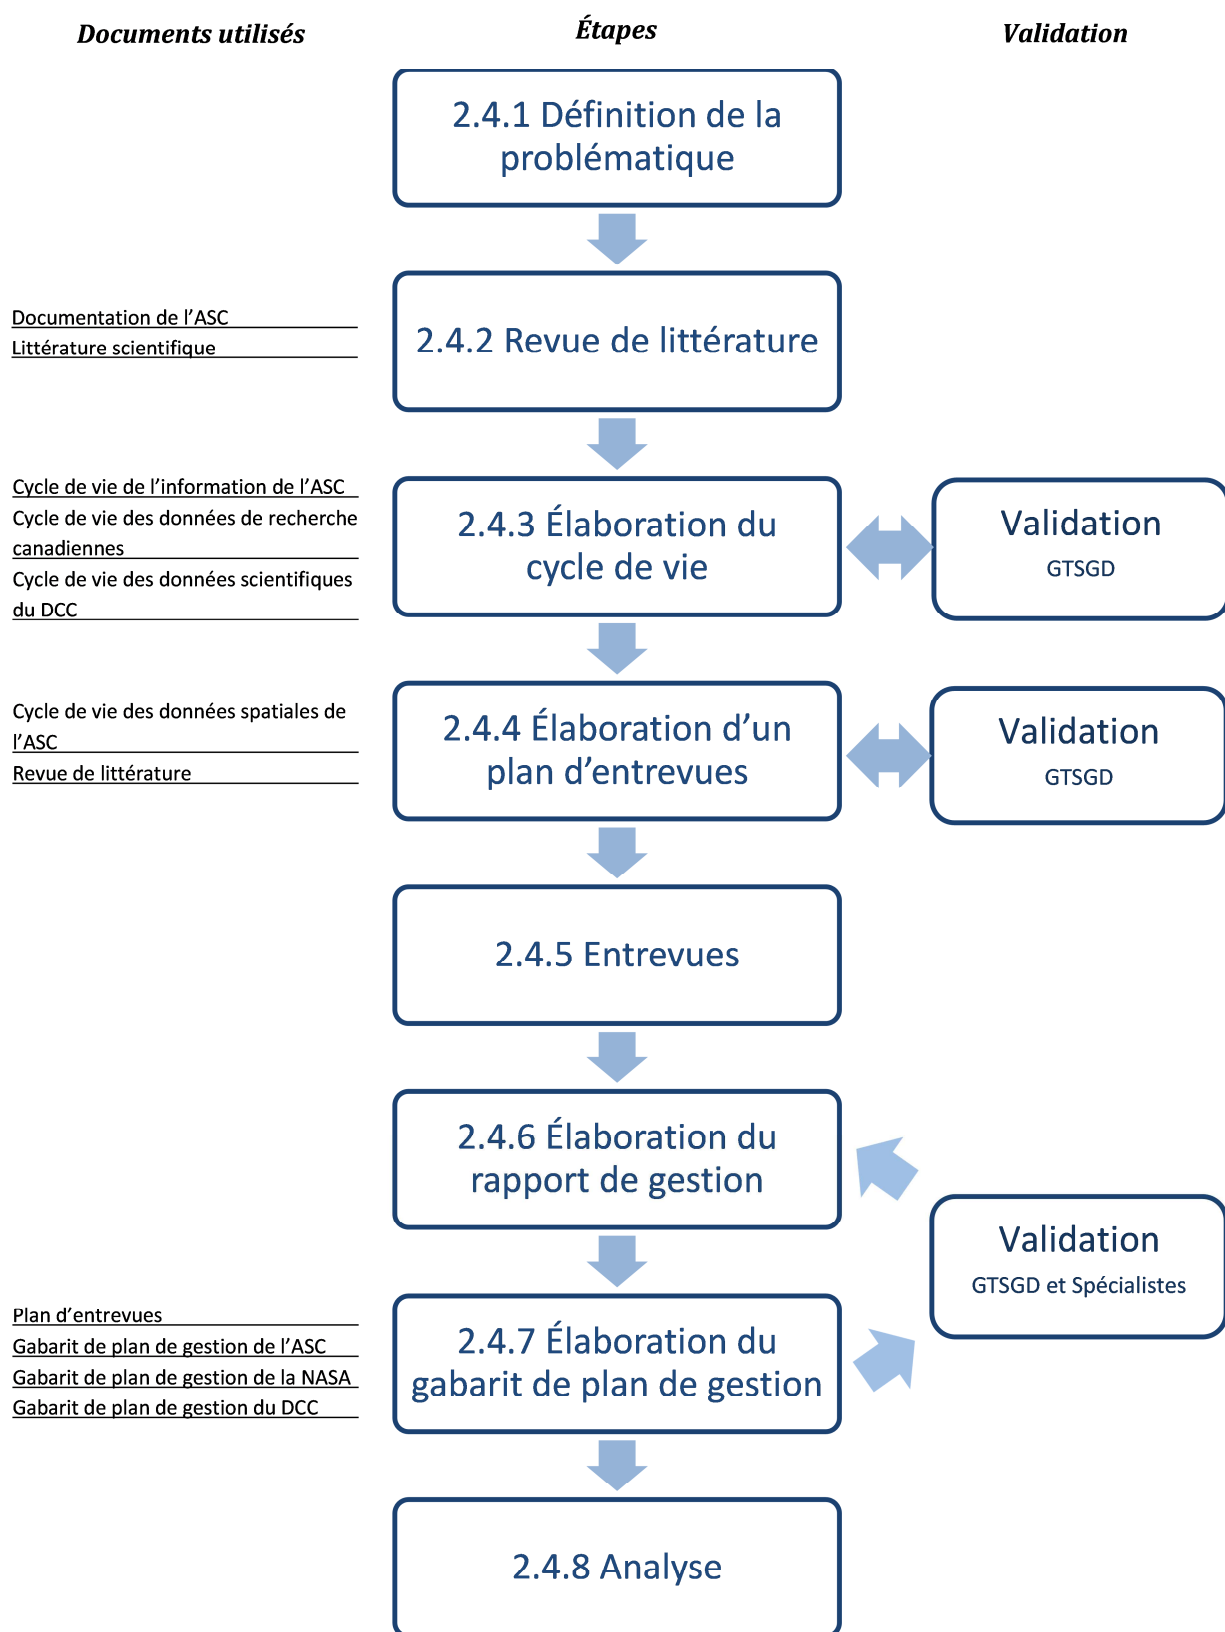 Documents utilisés
Étapes
Validation
2.4.1 Définition de la
problématique
Documentation de l’ASC
Littérature scientifique
2.4.2 Revue de littérature
Cycle de vie de l’information de l’ASC
Cycle de vie des données de recherche
canadiennes
Cycle de vie des données scientifiques
du DCC
2.4.3 Élaboration du
cycle de vie
Validation
GTSGD
Cycle de vie des données spatiales de
l’ASC
Revue de littérature
2.4.4 Élaboration d’un
plan d’entrevues
Validation
GTSGD
2.4.5 Entrevues
2.4.6 Élaboration du
rapport de gestion
Validation
GTSGD et Spécialistes
Plan d’entrevues
Gabarit de plan de gestion de l’ASC
Gabarit de plan de gestion de la NASA
Gabarit de plan de gestion du DCC
2.4.7 Élaboration du
gabarit de plan de gestion
2.4.8 Analyse